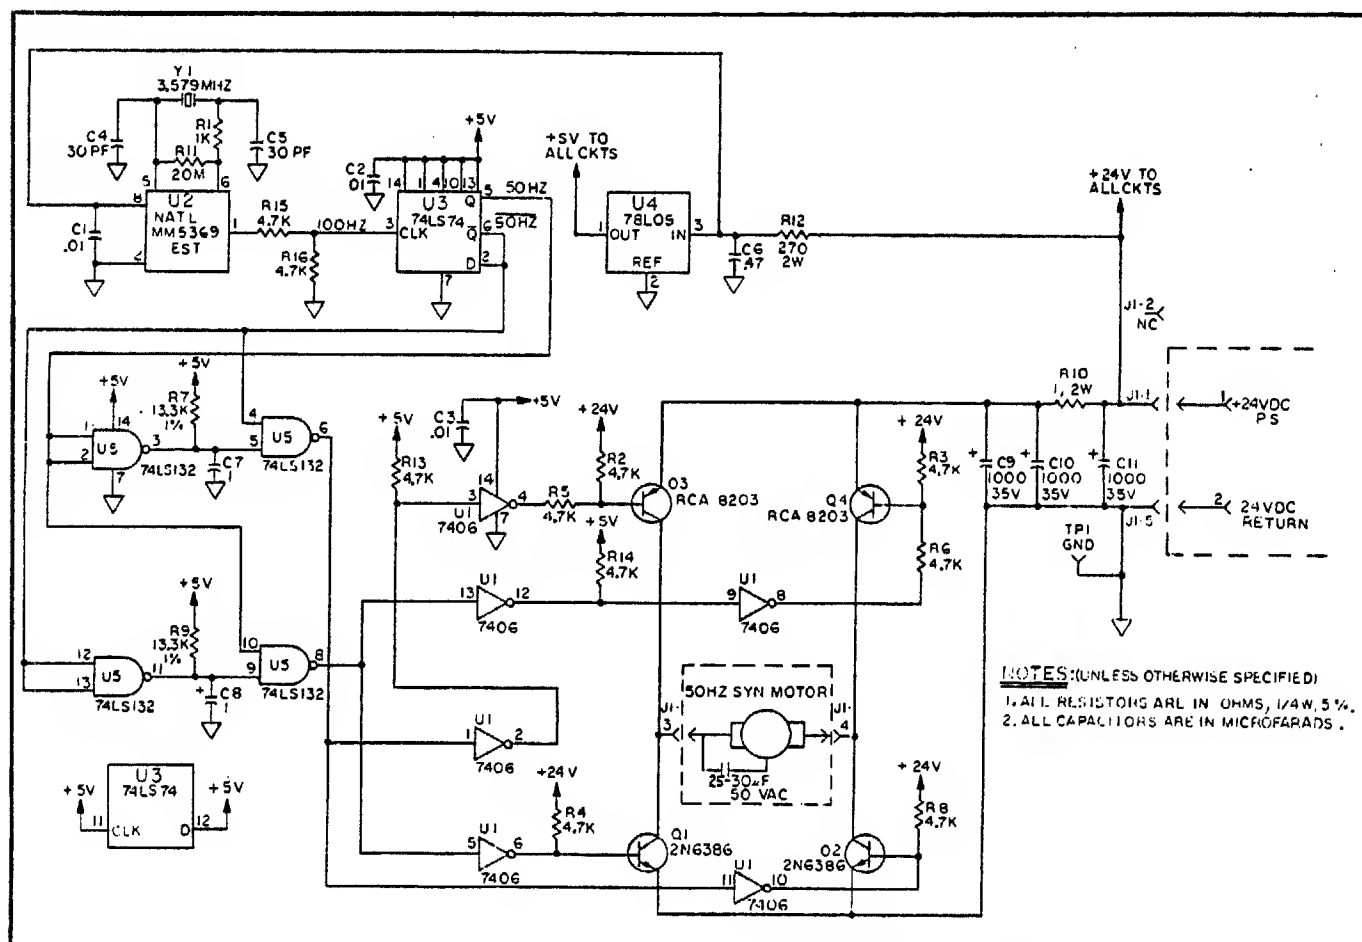 Y1
3.579MHZ
C4
30PF
R1
1K
C5
30 PF
R11
20M
5
6
8
U2
NATL
MM5369
EST
1
2
C1
.01
R15
4.7K
100HZ
R16
4.7K
+5V
C2
.01
14
1
4
10
13
U3
74LS74
3
CLK
Q
5
50HZ
Q
6
50HZ
D
2
7
+5V TO
ALL CKTS
U4
78L05
1
OUT
IN
3
REF
2
C6
.47
R12
270
2W
+24V TO
ALL CKTS
J1-2
NC
R10
1, 2W
J1-1
1
+24VDC
PS
+
C9
1000
35V
+
C10
1000
35V
+
C11
1000
35V
J1-5
2
24VDC
RETURN
TP1
GND
+5V
14
1
2
U5
3
74LS132
7
+5V
R7
13.3K
1%
C7
1
4
5
U5
6
74LS132
+5V
R13
4.7K
C3
.01
+5V
14
3
U1
4
7
7406
R5
4.7K
+24V
R2
4.7K
Q3
RCA 8203
Q4
RCA 8203
+24V
R3
4.7K
R6
4.7K
+5V
R14
4.7K
U1
13
12
7406
U1
9
8
7406
12
13
U5
11
74LS132
+5V
R9
13.3K
1%
+
C8
1
10
9
U5
8
74LS132
50HZ SYN MOTOR
J1-
3
J1-
4
25-30µF
50 VAC
U1
1
2
7406
U3
74LS74
+5V
11
CLK
D
12
+5V
+24V
R4
4.7K
U1
5
6
7406
Q1
2N6386
Q2
2N6386
+24V
R8
4.7K
U1
11
10
7406
NOTES:(UNLESS OTHERWISE SPECIFIED)
1. ALL RESISTORS ARE IN OHMS, 1/4W, 5%.
2. ALL CAPACITORS ARE IN MICROFARADS.